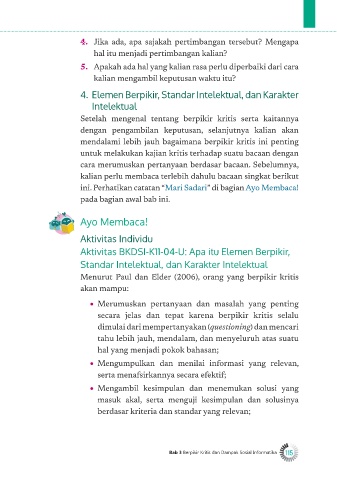 4. Jika ada, apa sajakah pertimbangan tersebut? Mengapa
hal itu menjadi pertimbangan kalian?
5. Apakah ada hal yang kalian rasa perlu diperbaiki dari cara
kalian mengambil keputusan waktu itu?
4. Elemen Berpikir, Standar Intelektual, dan Karakter
Intelektual
Setelah mengenal tentang berpikir kritis serta kaitannya
dengan pengambilan keputusan, selanjutnya kalian akan
mendalami lebih jauh bagaimana berpikir kritis ini penting
untuk melakukan kajian kritis terhadap suatu bacaan dengan
cara merumuskan pertanyaan berdasar bacaan. Sebelumnya,
kalian perlu membaca terlebih dahulu bacaan singkat berikut
ini. Perhatikan catatan “Mari Sadari” di bagian Ayo Membaca!
pada bagian awal bab ini.
Ayo Membaca!
Aktivitas Individu
Aktivitas BKDSI-K11-04-U: Apa itu Elemen Berpikir,
Standar Intelektual, dan Karakter Intelektual
Menurut Paul dan Elder (2006), orang yang berpikir kritis
akan mampu:
• Merumuskan pertanyaan dan masalah yang penting
secara jelas dan tepat karena berpikir kritis selalu
dimulai dari mempertanyakan (questioning) dan mencari
tahu lebih jauh, mendalam, dan menyeluruh atas suatu
hal yang menjadi pokok bahasan;
• Mengumpulkan dan menilai informasi yang relevan,
serta menafsirkannya secara efektif;
• Mengambil kesimpulan dan menemukan solusi yang
masuk akal, serta menguji kesimpulan dan solusinya
berdasar kriteria dan standar yang relevan;
Bab 3 Berpikir Kritis dan Dampak Sosial Informatika 115